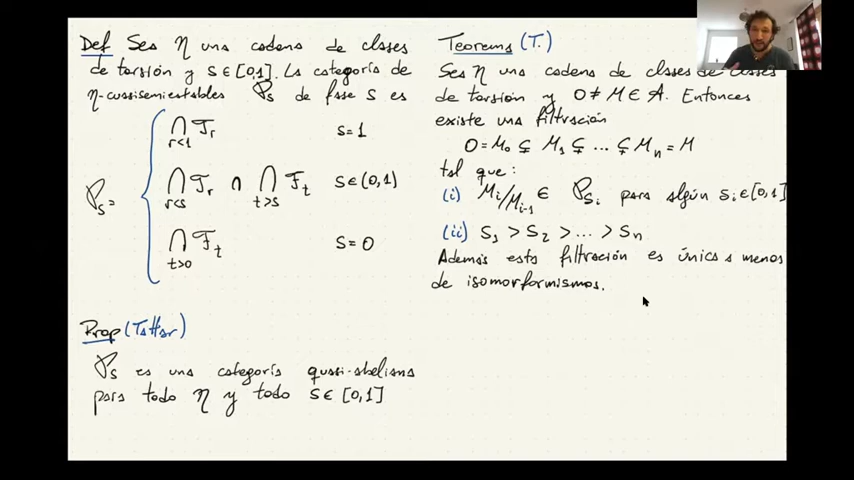 Def Sea η una cadena de clases
de torsión y s∈[0,1]. La categoría de
η-cuasisemiestables 𝒫_s de fase s es
𝒫_s = { ⋂_{r<1} 𝒯_r s=1
⋂_{r<s} 𝒯_r ∩ ⋂_{t>s} ℱ_t s∈(0,1)
⋂_{t>0} ℱ_t s=0
Prop (Tattar)
𝒫_s es una categoría quasi-abeliana
para todo η y todo s∈[0,1]
Teorema (T.)
Sea η una cadena de clases de clases
de torsión y 0≠M∈𝒜. Entonces
existe una filtración
0=M_0 ⊊ M_1 ⊊ ... ⊊ M_n = M
tal que:
(i) M_i/M_{i-1} ∈ 𝒫_{s_i} para algún s_i∈[0,1]
(ii) s_1 > s_2 > ... > s_n
Además esta filtración es única a menos
de isomorformismos.